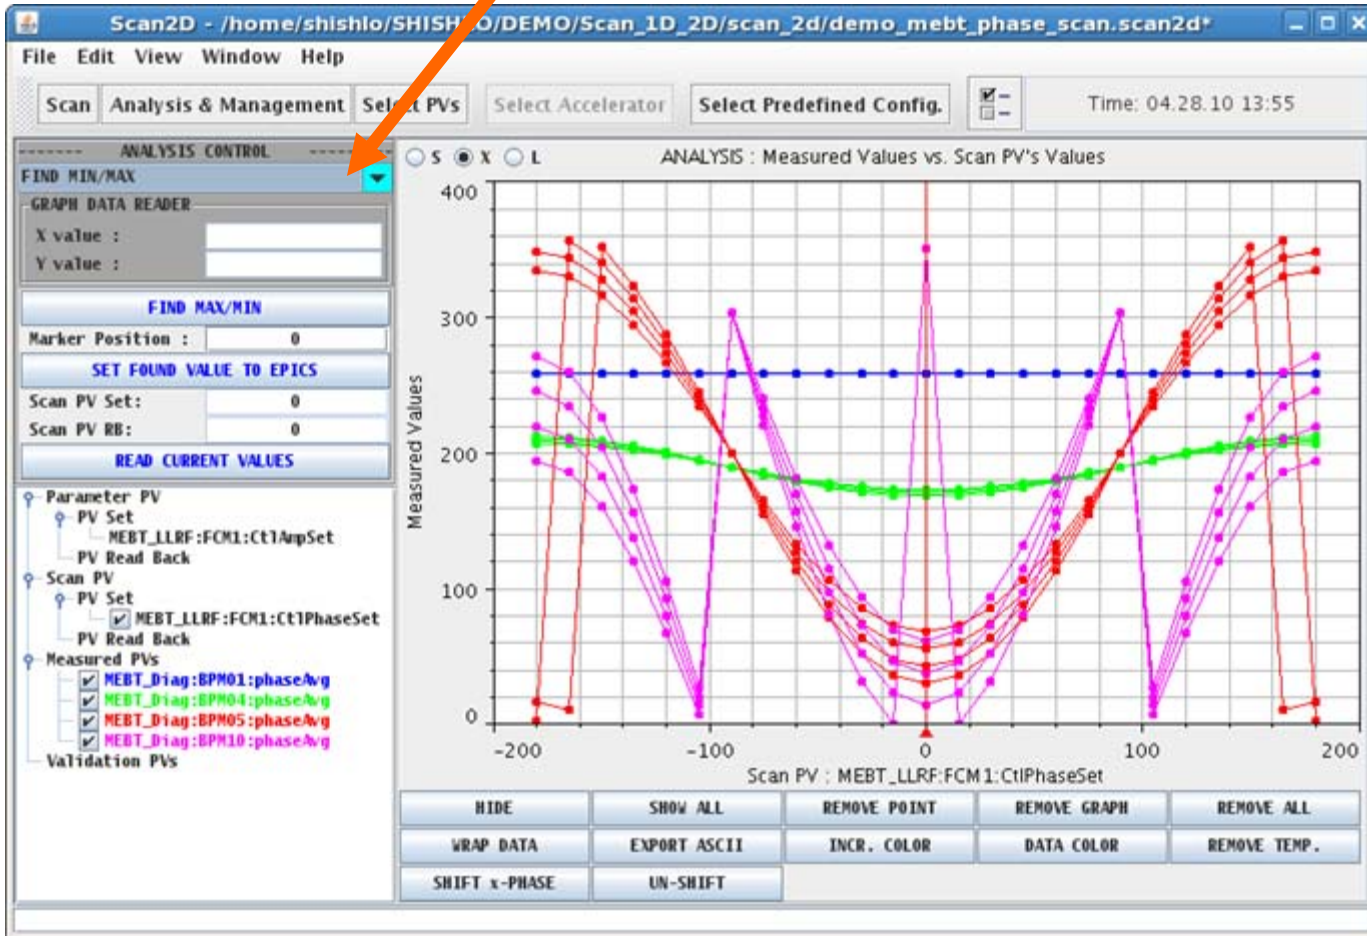 Scan2D - /home/shishlo/SHISHLO/DEMO/Scan_1D_2D/scan_2d/demo_mebt_phase_scan.scan2d*
File Edit View Window Help
Scan Analysis & Management Select PVs Select Accelerator Select Predefined Config. Time: 04.28.10 13:55
------- ANALYSIS CONTROL -------
FIND MIN/MAX
GRAPH DATA READER
X value :
Y value :
FIND MAX/MIN
Marker Position : 0
SET FOUND VALUE TO EPICS
Scan PV Set: 0
Scan PV RB: 0
READ CURRENT VALUES
Parameter PV
PV Set
MEBT_LLRF:FCM1:CtlAmpSet
PV Read Back
Scan PV
PV Set
MEBT_LLRF:FCM1:CtlPhaseSet
PV Read Back
Measured PVs
MEBT_Diag:BPM01:phaseAvg
MEBT_Diag:BPM04:phaseAvg
MEBT_Diag:BPM05:phaseAvg
MEBT_Diag:BPM10:phaseAvg
Validation PVs
S X L
ANALYSIS : Measured Values vs. Scan PV's Values
Measured Values
400
300
200
100
0
-200 -100 0 100 200
Scan PV : MEBT_LLRF:FCM1:CtlPhaseSet
HIDE SHOW ALL REMOVE POINT REMOVE GRAPH REMOVE ALL
WRAP DATA EXPORT ASCII INCR. COLOR DATA COLOR REMOVE TEMP.
SHIFT x-PHASE UN-SHIFT